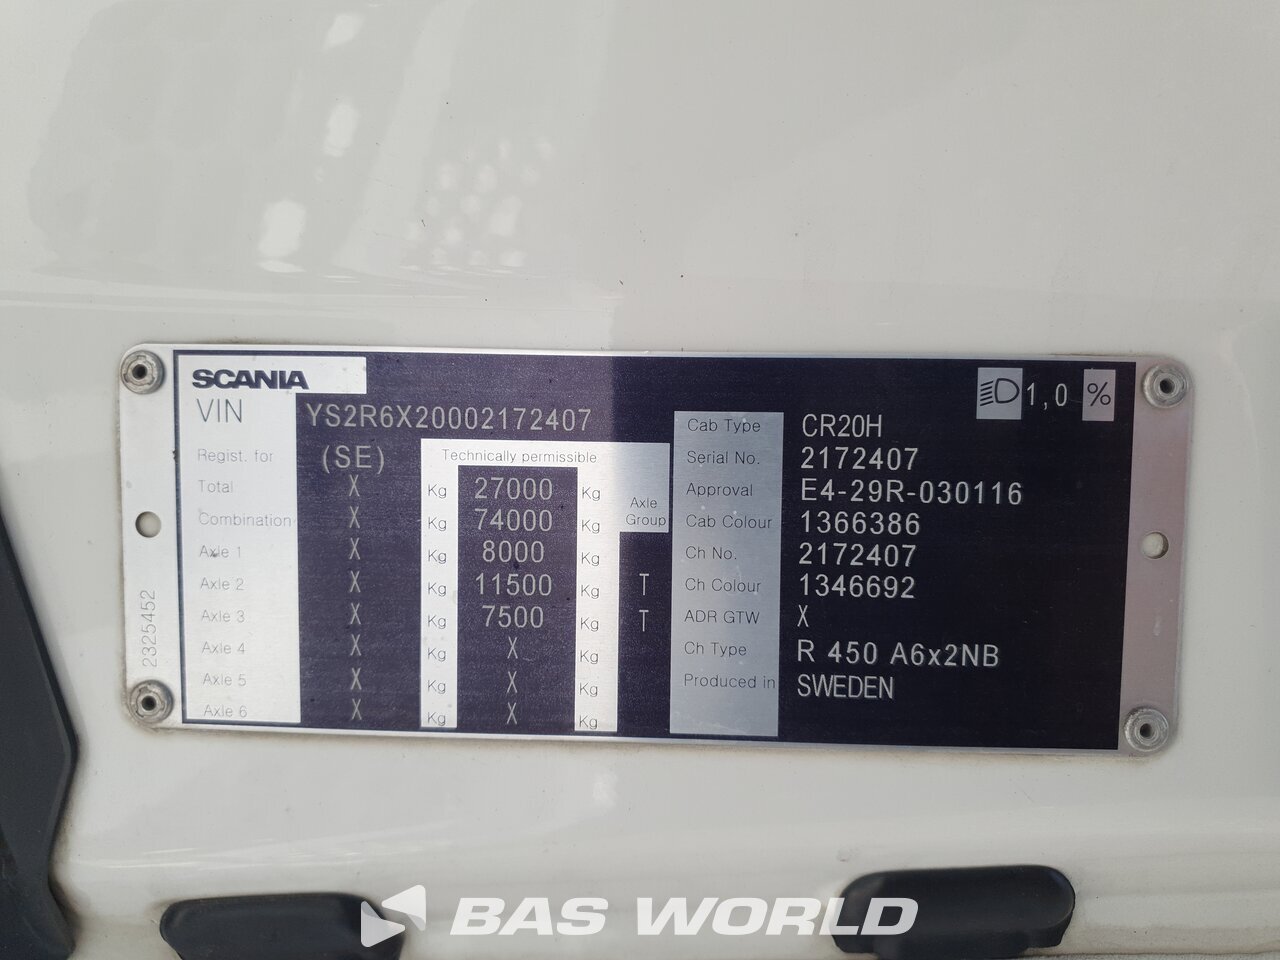 SCANIA
1,0 %
VIN YS2R6X20002172407
Regist. for (SE) Technically permissible
Total X Kg 27000 Kg
Combination X Kg 74000 Kg Axle Group
Axle 1 X Kg 8000 Kg
Axle 2 X Kg 11500 Kg T
Axle 3 X Kg 7500 Kg T
Axle 4 X Kg X Kg
Axle 5 X Kg X Kg
Axle 6 X Kg X Kg
Cab Type CR20H
Serial No. 2172407
Approval E4-29R-030116
Cab Colour 1366386
Ch No. 2172407
Ch Colour 1346692
ADR GTW X
Ch Type R 450 A6x2NB
Produced in SWEDEN
2325452
BAS WORLD